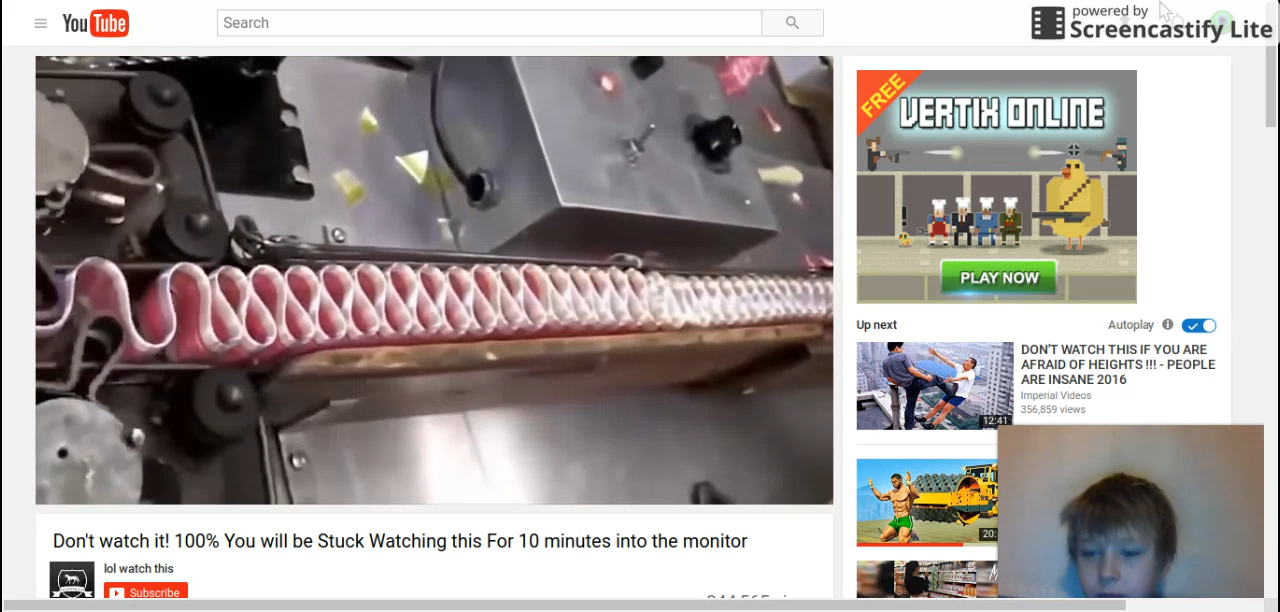 YouTube
Search
powered by
Screencastify Lite
FREE
VERTIX ONLINE
PLAY NOW
Up next
Autoplay
DON'T WATCH THIS IF YOU ARE
AFRAID OF HEIGHTS !!! - PEOPLE
ARE INSANE 2016
Imperial Videos
356,859 views
12:41
20:
Don't watch it! 100% You will be Stuck Watching this For 10 minutes into the monitor
lol watch this
Subscribe